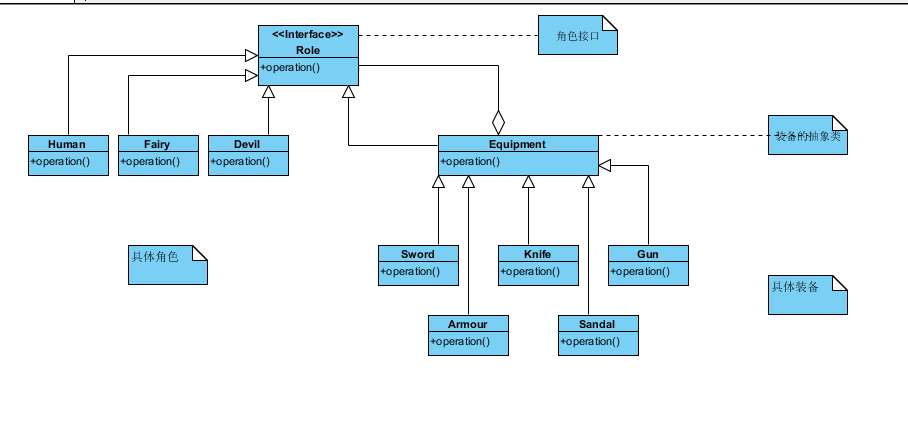 <<Interface>>
Role
+operation()
角色接口
Human
+operation()
Fairy
+operation()
Devil
+operation()
Equipment
+operation()
装备的抽象类
Sword
+operation()
Knife
+operation()
Gun
+operation()
具体角色
具体装备
Armour
+operation()
Sandal
+operation()